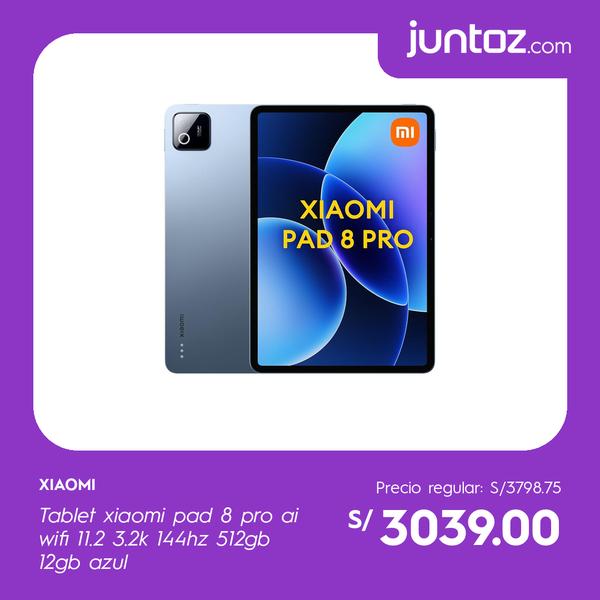 juntoz.com
mi
XIAOMI
PAD 8 PRO
xiaomi
XIAOMI
Tablet xiaomi pad 8 pro ai
wifi 11.2 3.2k 144hz 512gb
12gb azul
Precio regular: S/3798.75
S/ 3039.00